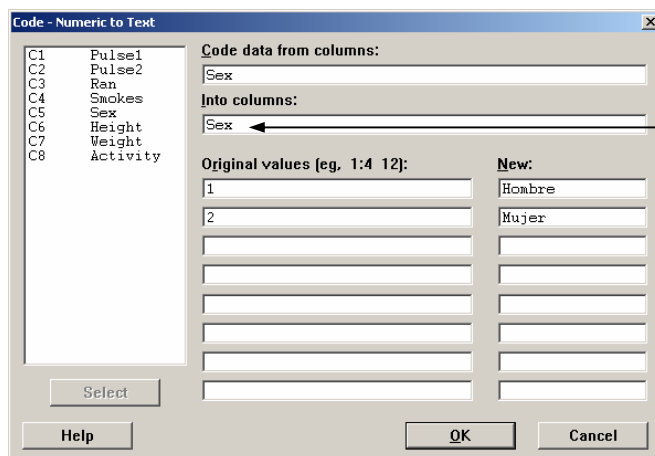 Code - Numeric to Text
C1 Pulse1
C2 Pulse2
C3 Ran
C4 Smokes
C5 Sex
C6 Height
C7 Weight
C8 Activity
Select
Code data from columns:
Sex
Into columns:
Sex
Original values (eg, 1:4 12): New:
1 Hombre
2 Mujer
Help OK Cancel